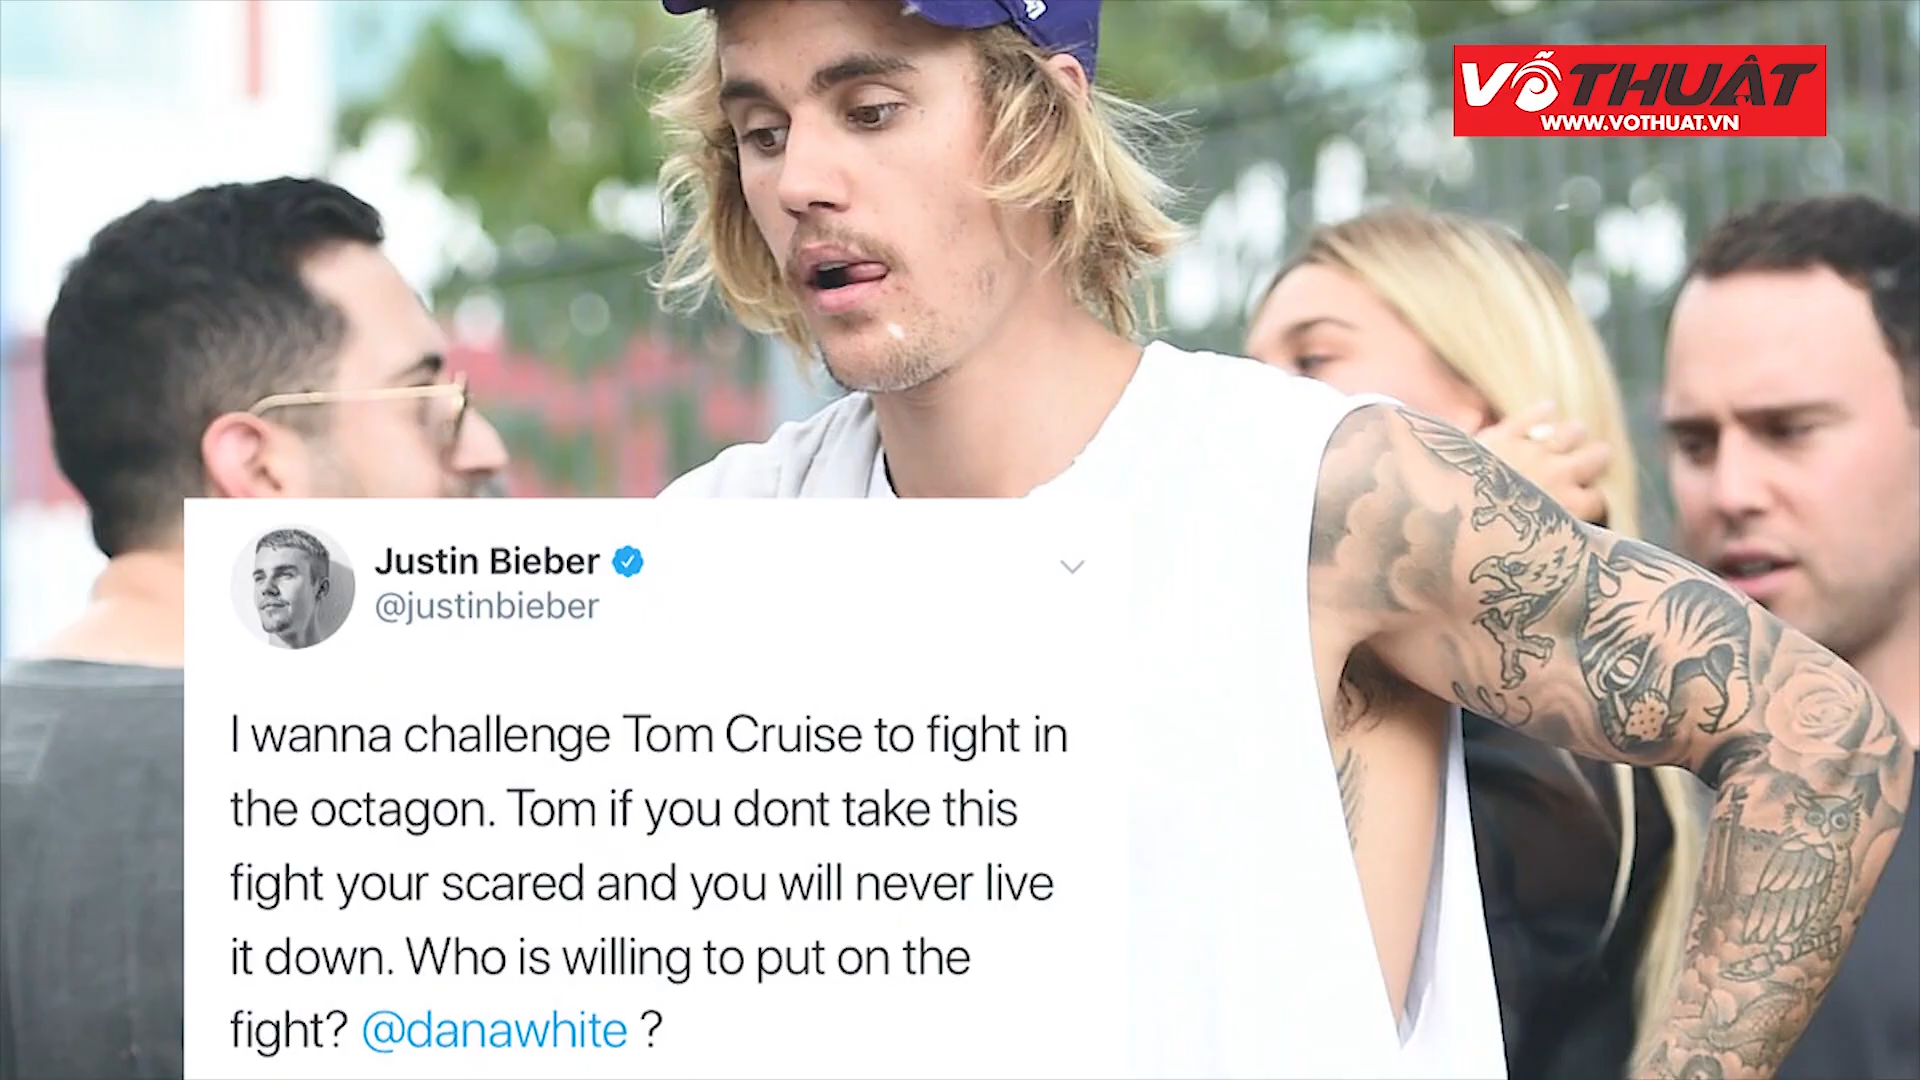 VÕ THUẬT
WWW.VOTHUAT.VN
Justin Bieber
@justinbieber
I wanna challenge Tom Cruise to fight in
the octagon. Tom if you dont take this
fight your scared and you will never live
it down. Who is willing to put on the
fight? @danawhite ?